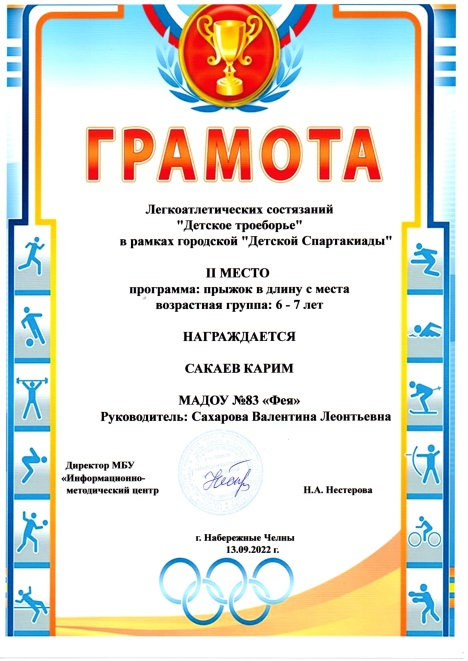 ГРАМОТА
Легкоатлетических состязаний
"Детское троеборье"
в рамках городской "Детской Спартакиады"
II МЕСТО
программа: прыжок в длину с места
возрастная группа: 6 - 7 лет
НАГРАЖДАЕТСЯ
САКАЕВ КАРИМ
МАДОУ №83 «Фея»
Руководитель: Сахарова Валентина Леонтьевна
Директор МБУ
«Информационно-
методический центр
Н.А. Нестерова
г. Набережные Челны
13.09.2022 г.